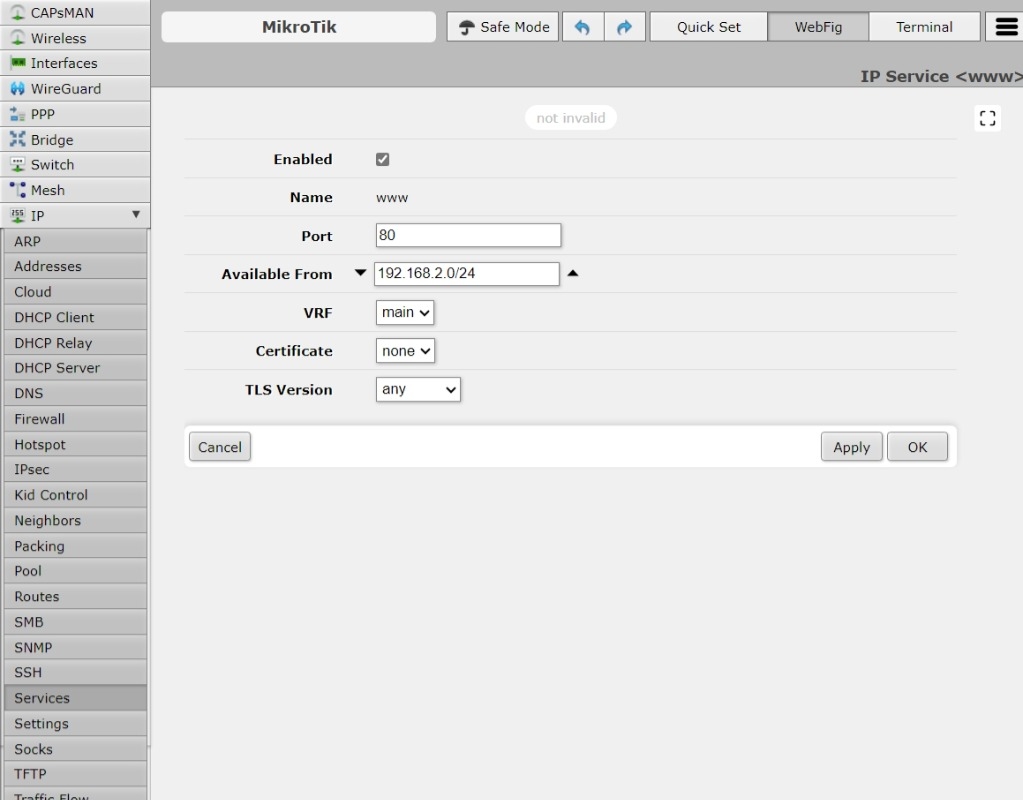 CAPsMAN
Wireless
Interfaces
WireGuard
PPP
Bridge
Switch
Mesh
255 IP ▼
ARP
Addresses
Cloud
DHCP Client
DHCP Relay
DHCP Server
DNS
Firewall
Hotspot
IPsec
Kid Control
Neighbors
Packing
Pool
Routes
SMB
SNMP
SSH
Services
Settings
Socks
TFTP
Traffic Flow
MikroTik Safe Mode Quick Set WebFig Terminal
IP Service <www>
not invalid
Enabled
Name www
Port 80
Available From 192.168.2.0/24
VRF main
Certificate none
TLS Version any
Cancel Apply OK